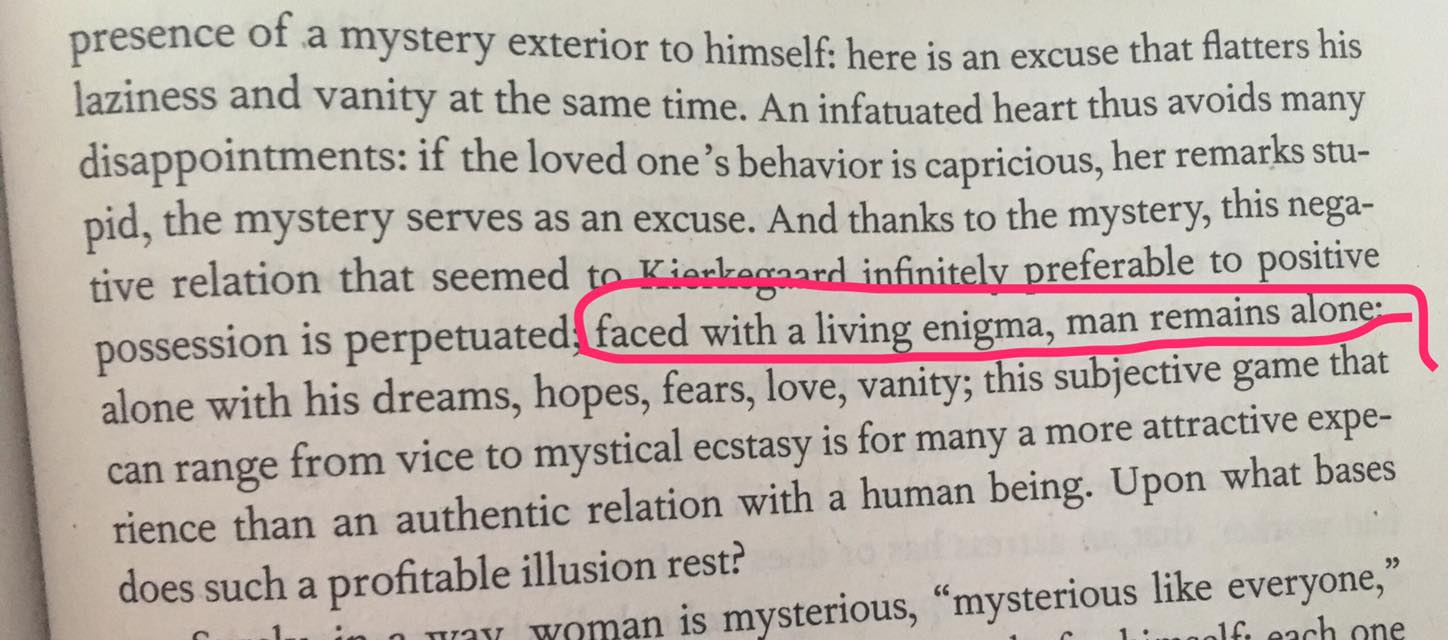 presence of a mystery exterior to himself: here is an excuse that flatters his
laziness and vanity at the same time. An infatuated heart thus avoids many
disappointments: if the loved one’s behavior is capricious, her remarks stu-
pid, the mystery serves as an excuse. And thanks to the mystery, this nega-
tive relation that seemed to Kierkegaard infinitely preferable to positive
possession is perpetuated; faced with a living enigma, man remains alone:
alone with his dreams, hopes, fears, love, vanity; this subjective game that
can range from vice to mystical ecstasy is for many a more attractive expe-
rience than an authentic relation with a human being. Upon what bases
does such a profitable illusion rest?
in a way, woman is mysterious, “mysterious like everyone,”
himself: each one